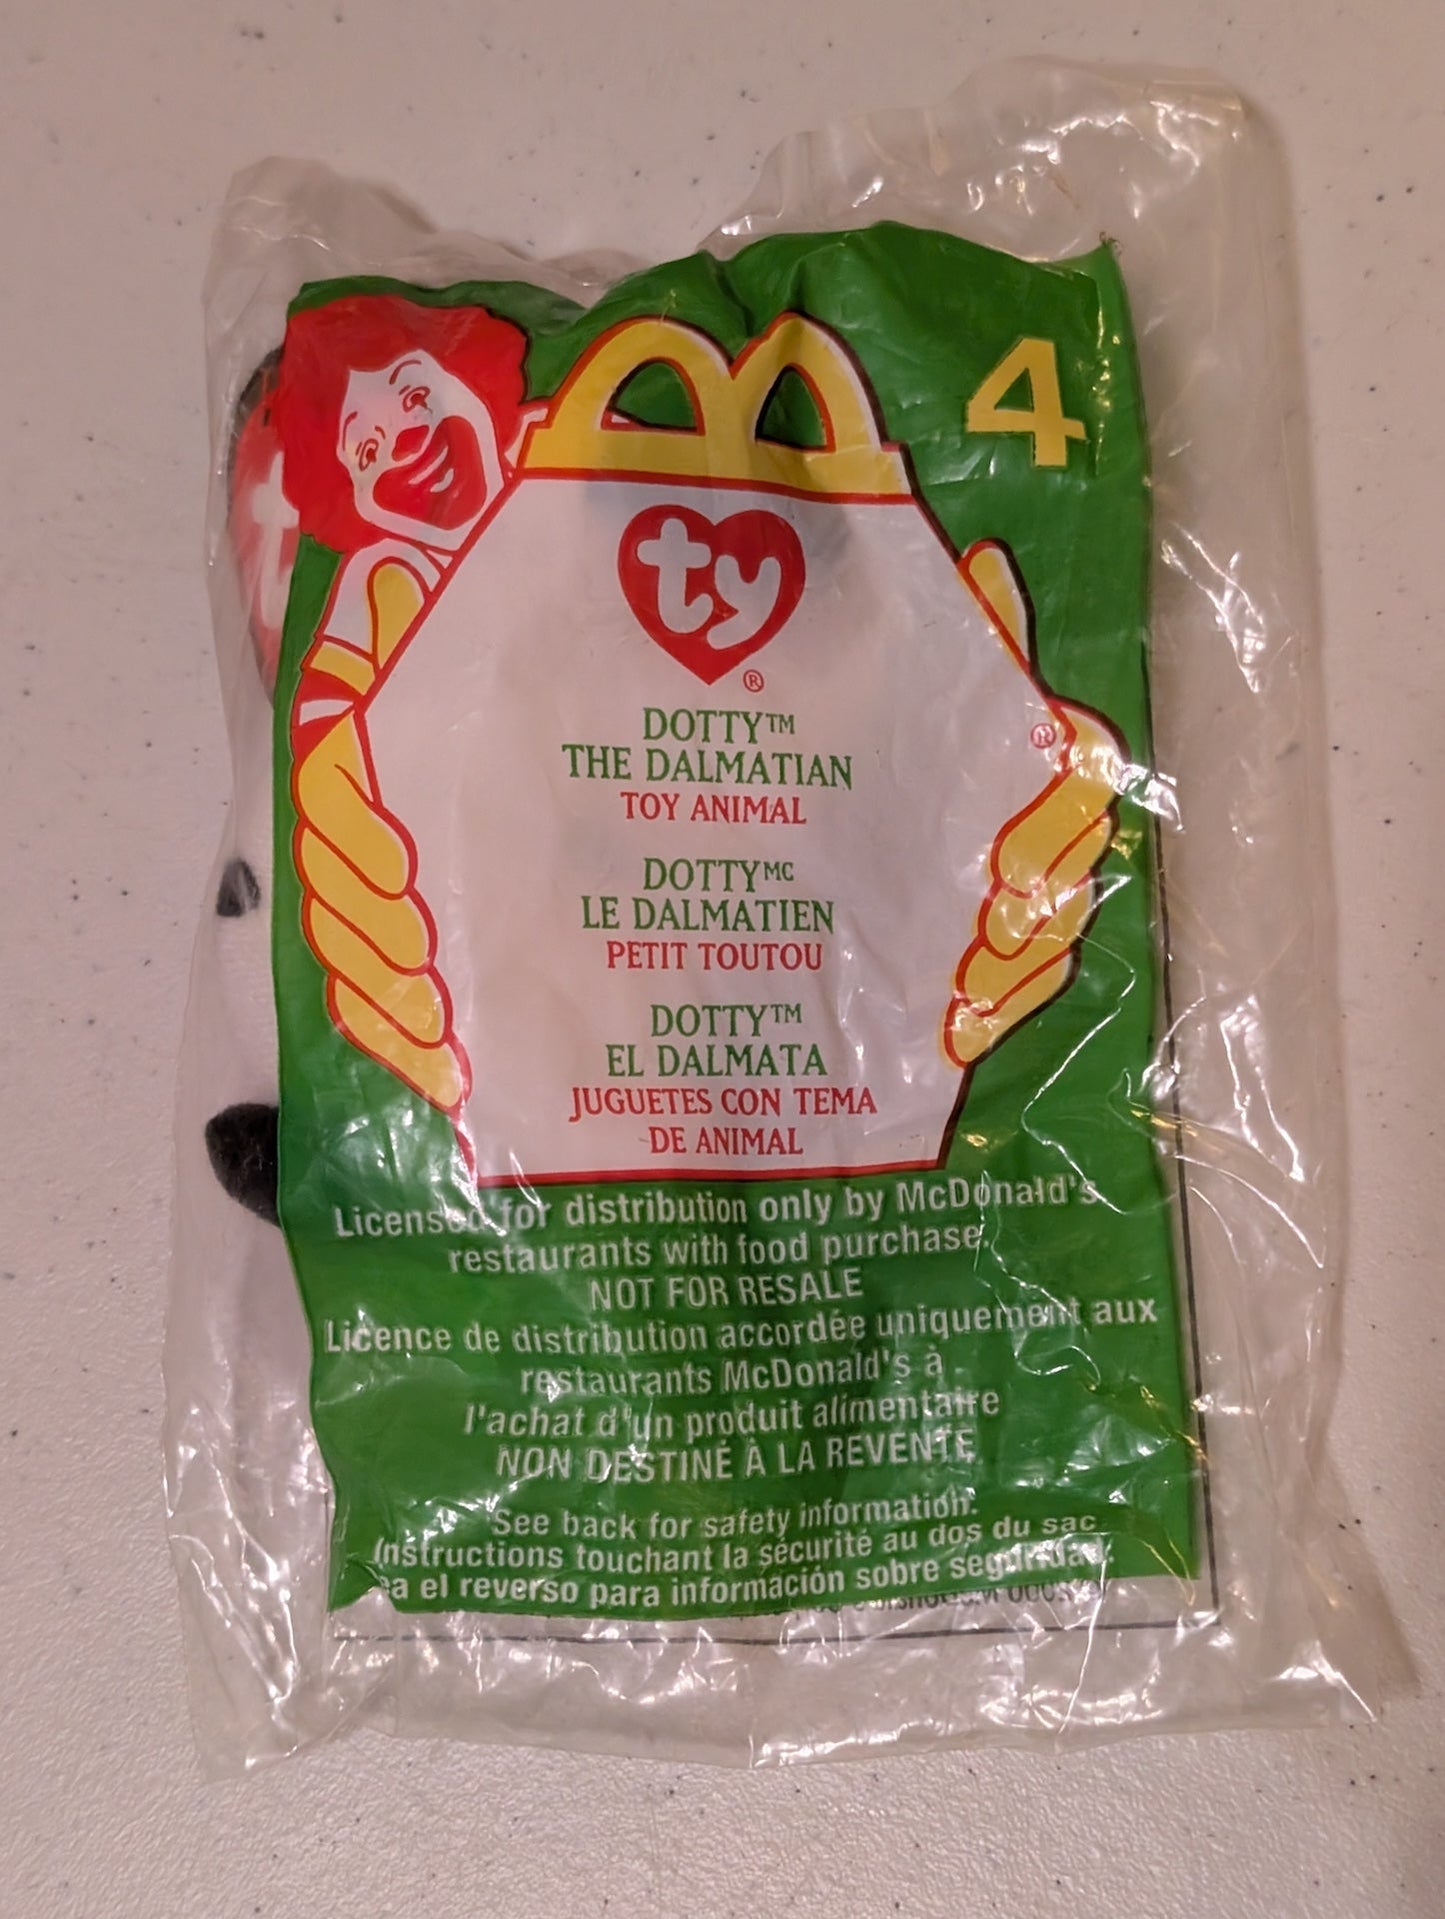 4
ty
®
DOTTY™
THE DALMATIAN
TOY ANIMAL
®
DOTTYMC
LE DALMATIEN
PETIT TOUTOU
DOTTY™
EL DALMATA
JUGUETES CON TEMA
DE ANIMAL
Licensed for distribution only by McDonald's
restaurants with food purchase.
NOT FOR RESALE
Licence de distribution accordée uniquement aux
restaurants McDonald's à
l'achat d'un produit alimentaire
NON DESTINÉ À LA REVENTE
See back for safety information.
Instructions touchant la sécurité au dos du sac
el reverso para información sobre seguridad.